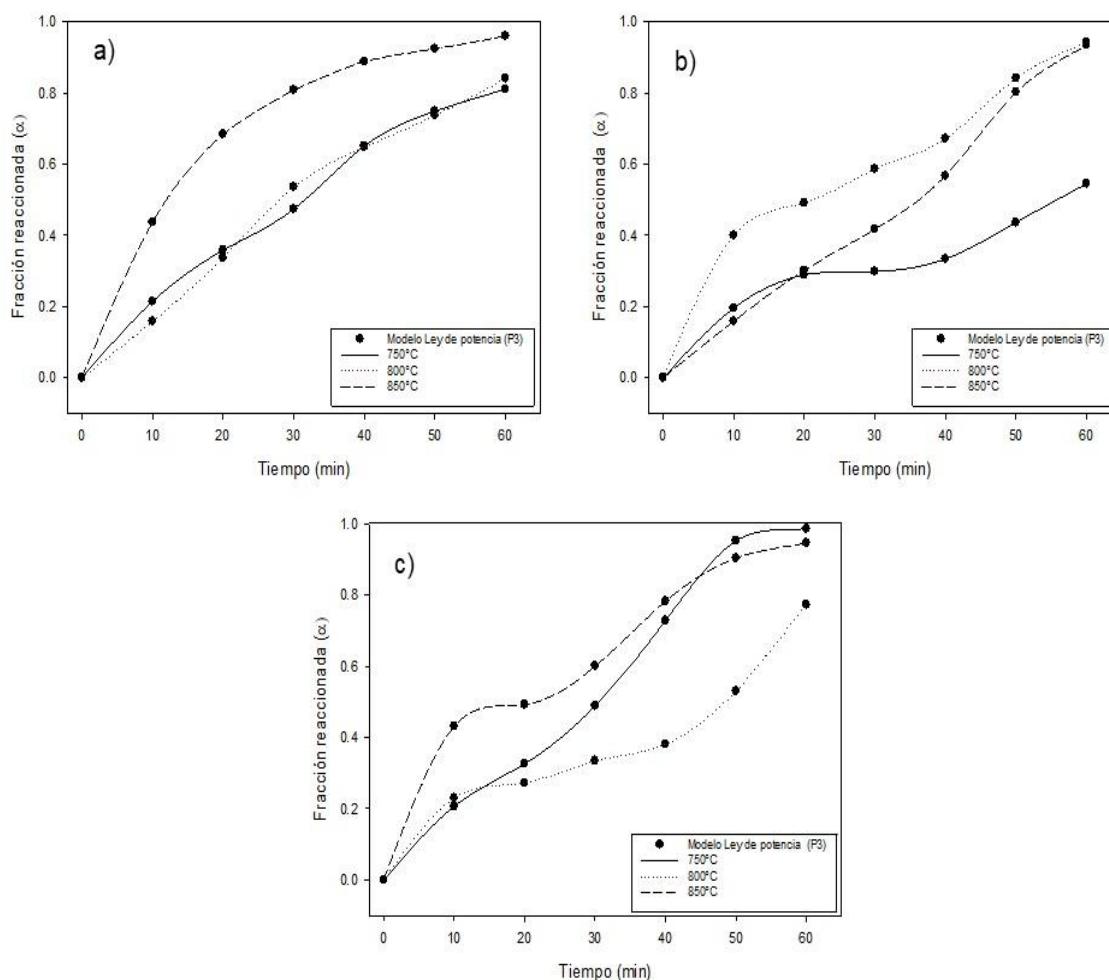 a)
Fracción reaccionada (α)
1.0
0.8
0.6
0.4
0.2
0.0
Modelo Ley de potencia (P3)
750°C
800°C
850°C
0 10 20 30 40 50 60
Tiempo (min)
b)
Fracción reaccionada (α)
1.0
0.8
0.6
0.4
0.2
0.0
Modelo Ley de potencia (P3)
750°C
800°C
850°C
0 10 20 30 40 50 60
Tiempo (min)
c)
Fracción reaccionada (α)
1.0
0.8
0.6
0.4
0.2
0.0
Modelo Ley de potencia (P3)
750°C
800°C
850°C
0 10 20 30 40 50 60
Tiempo (min)